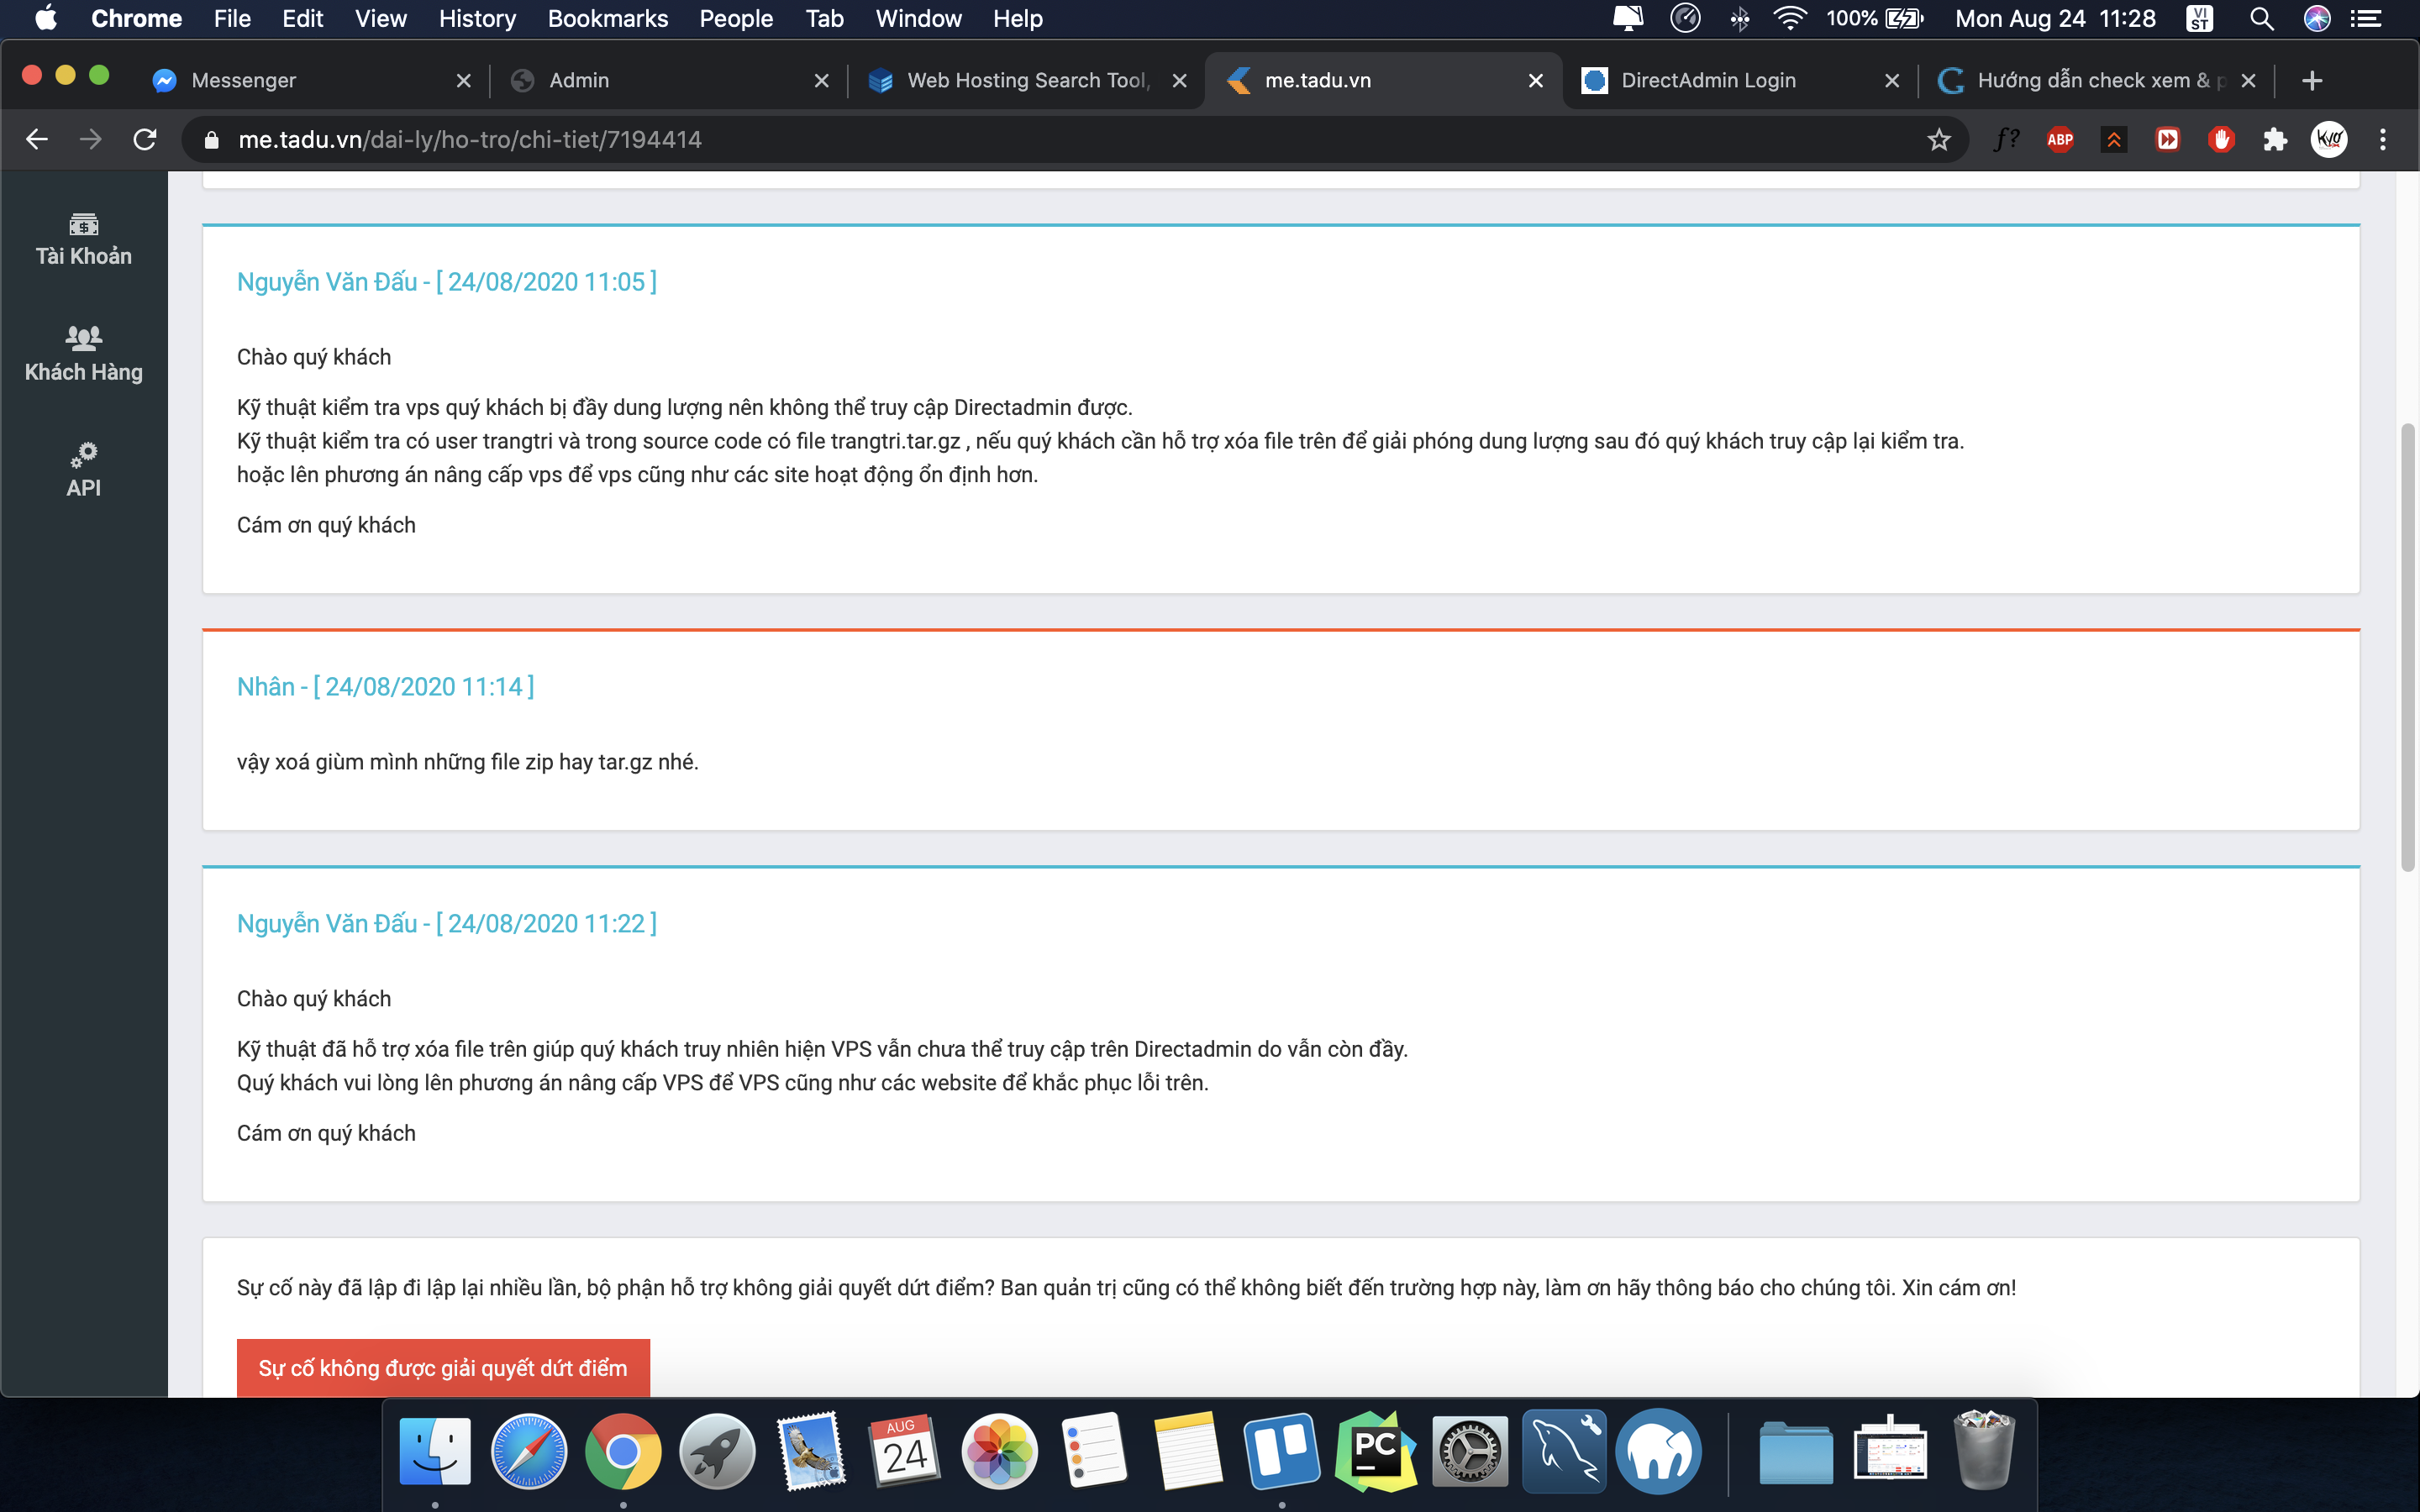 Chrome File Edit View History Bookmarks People Tab Window Help 100% Mon Aug 24 11:28 VI ST
Messenger Admin Web Hosting Search Tool, me.tadu.vn DirectAdmin Login Hướng dẫn check xem & p
me.tadu.vn/dai-ly/ho-tro/chi-tiet/7194414 f? ABP Kyo
Tài Khoản
Khách Hàng
API
Nguyễn Văn Đấu - [ 24/08/2020 11:05 ]
Chào quý khách
Kỹ thuật kiểm tra vps quý khách bị đầy dung lượng nên không thể truy cập Directadmin được.
Kỹ thuật kiểm tra có user trangtri và trong source code có file trangtri.tar.gz , nếu quý khách cần hỗ trợ xóa file trên để giải phóng dung lượng sau đó quý khách truy cập lại kiểm tra.
hoặc lên phương án nâng cấp vps để vps cũng như các site hoạt động ổn định hơn.
Cám ơn quý khách
Nhân - [ 24/08/2020 11:14 ]
vậy xoá giùm mình những file zip hay tar.gz nhé.
Nguyễn Văn Đấu - [ 24/08/2020 11:22 ]
Chào quý khách
Kỹ thuật đã hỗ trợ xóa file trên giúp quý khách truy nhiên hiện VPS vẫn chưa thể truy cập trên Directadmin do vẫn còn đầy.
Quý khách vui lòng lên phương án nâng cấp VPS để VPS cũng như các website để khắc phục lỗi trên.
Cám ơn quý khách
Sự cố này đã lập đi lập lại nhiều lần, bộ phận hỗ trợ không giải quyết dứt điểm? Ban quản trị cũng có thể không biết đến trường hợp này, làm ơn hãy thông báo cho chúng tôi. Xin cám ơn!
Sự cố không được giải quyết dứt điểm
AUG
24
PC